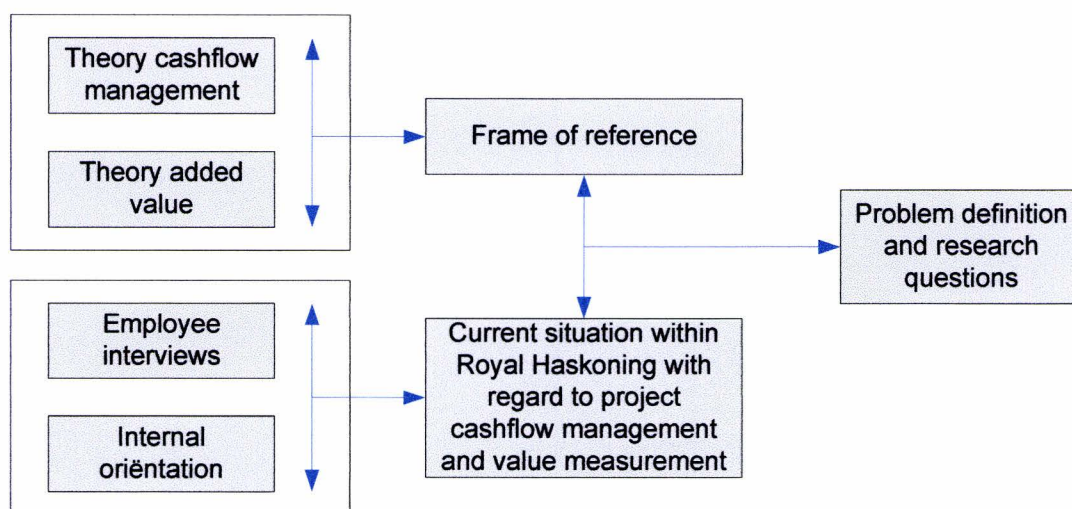 Theory cashflow
management
Theory added
value
Frame of reference
Problem definition
and research
questions
Employee
interviews
Internal
oriëntation
Current situation within
Royal Haskoning with
regard to project
cashflow management
and value measurement